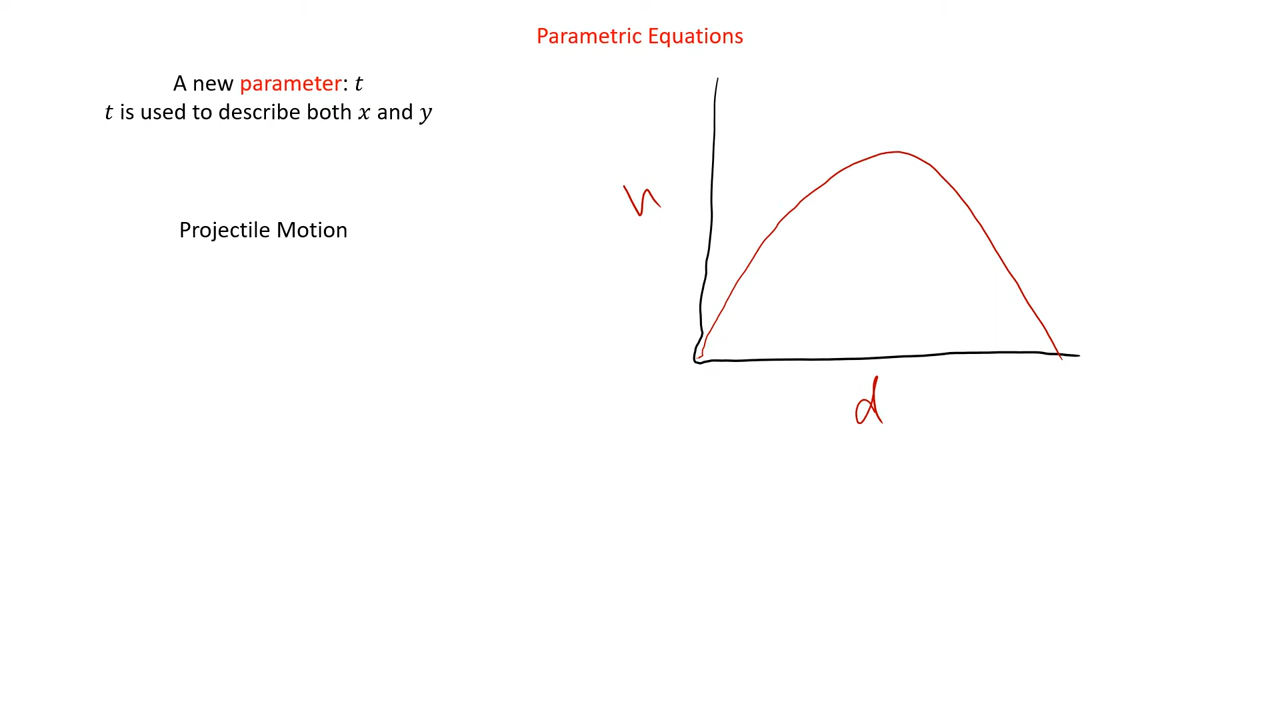 Parametric Equations
A new parameter: t
t is used to describe both x and y
Projectile Motion
d